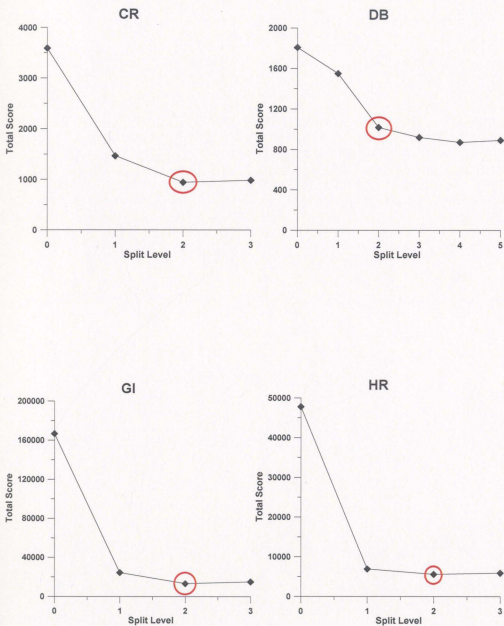 CR
4000
3000
2000
1000
0
Total Score
0 1 2 3
Split Level
DB
2000
1600
1200
800
400
0
Total Score
0 1 2 3 4 5
Split Level
GI
200000
160000
120000
80000
40000
0
Total Score
0 1 2 3
Split Level
HR
50000
40000
30000
20000
10000
0
Total Score
0 1 2 3
Split Level